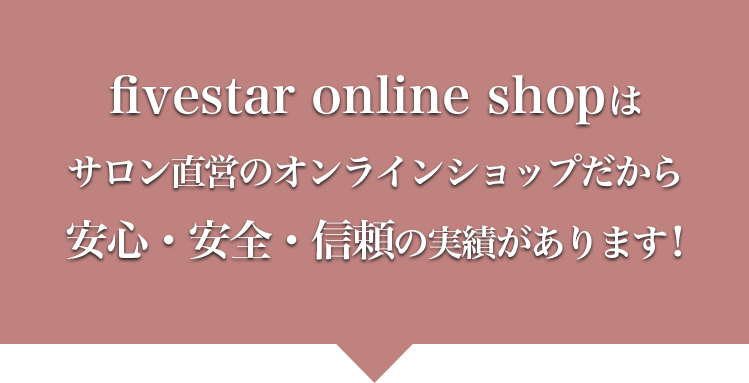 fivestar online shopは
サロン直営のオンラインショップだから
安心・安全・信頼の実績があります!